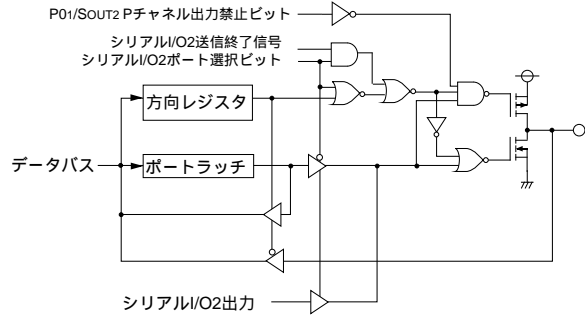 P01/SOUT2 Pチャネル出力禁止ビット
シリアルI/O2送信終了信号
シリアルI/O2ポート選択ビット
方向レジスタ
データバス
ポートラッチ
シリアルI/O2出力